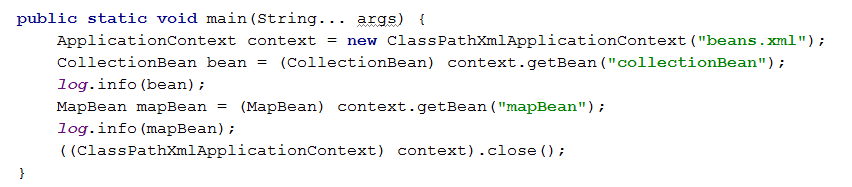 public static void main(String... args) {
    ApplicationContext context = new ClassPathXmlApplicationContext("beans.xml");
    CollectionBean bean = (CollectionBean) context.getBean("collectionBean");
    log.info(bean);
    MapBean mapBean = (MapBean) context.getBean("mapBean");
    log.info(mapBean);
    ((ClassPathXmlApplicationContext) context).close();
}